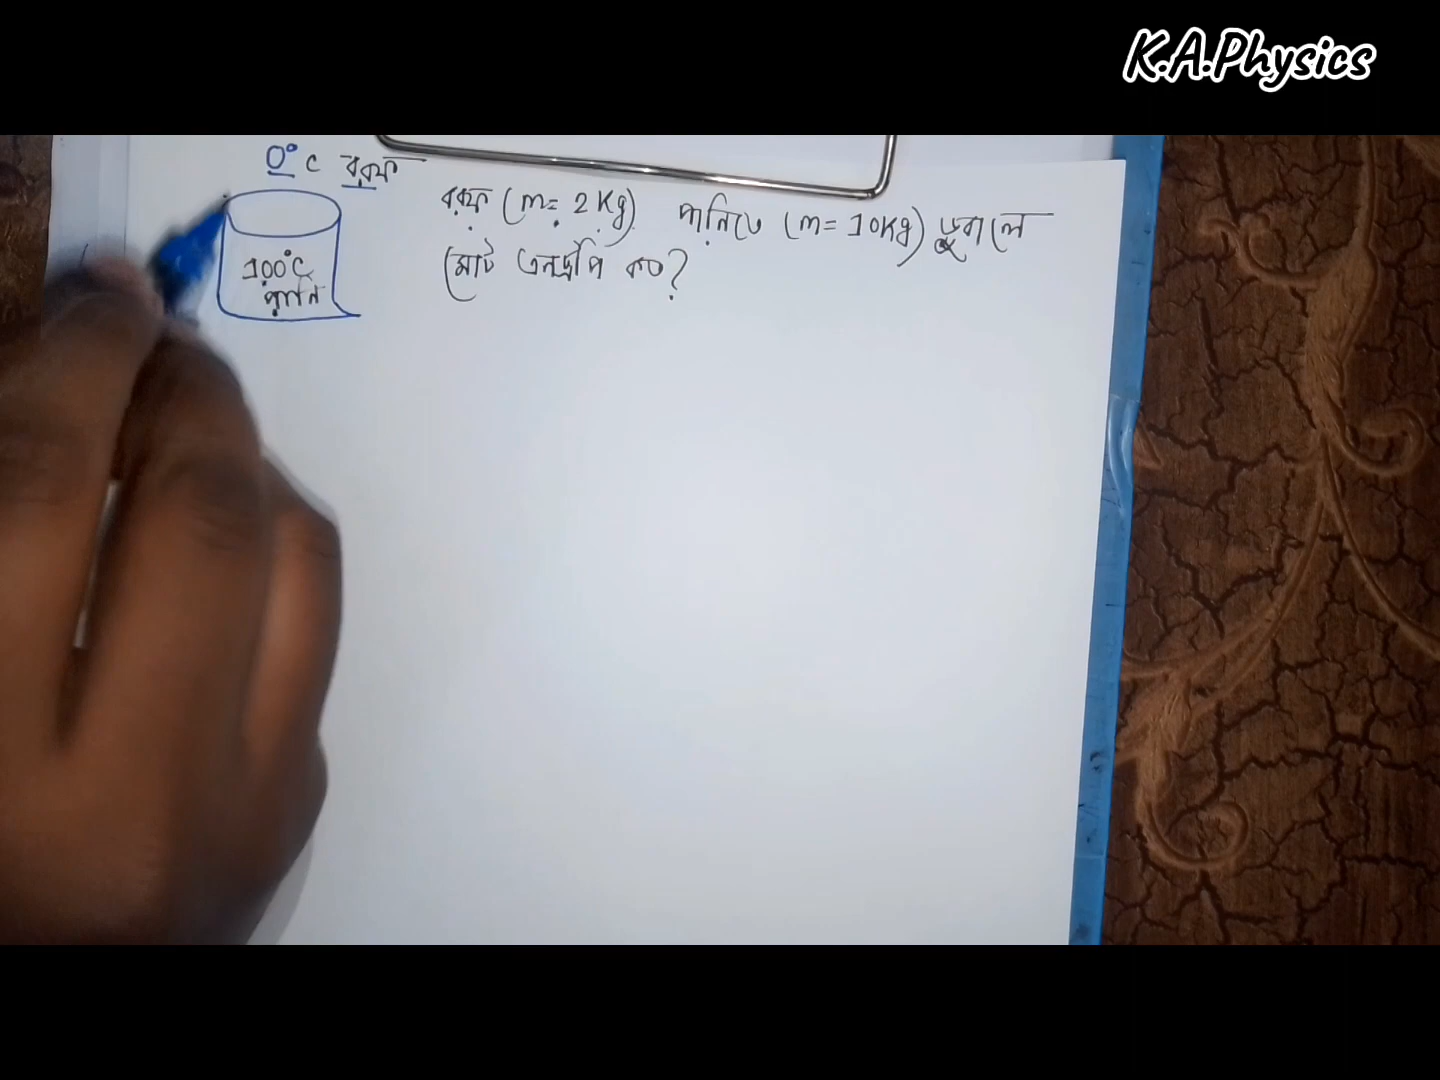 K.A.Physics
0° c বরফ
বরফ (m= 2 Kg) পানিতে (m= 10Kg) ডুবালে
মোট এনট্রপি কত?
100°C
পানি